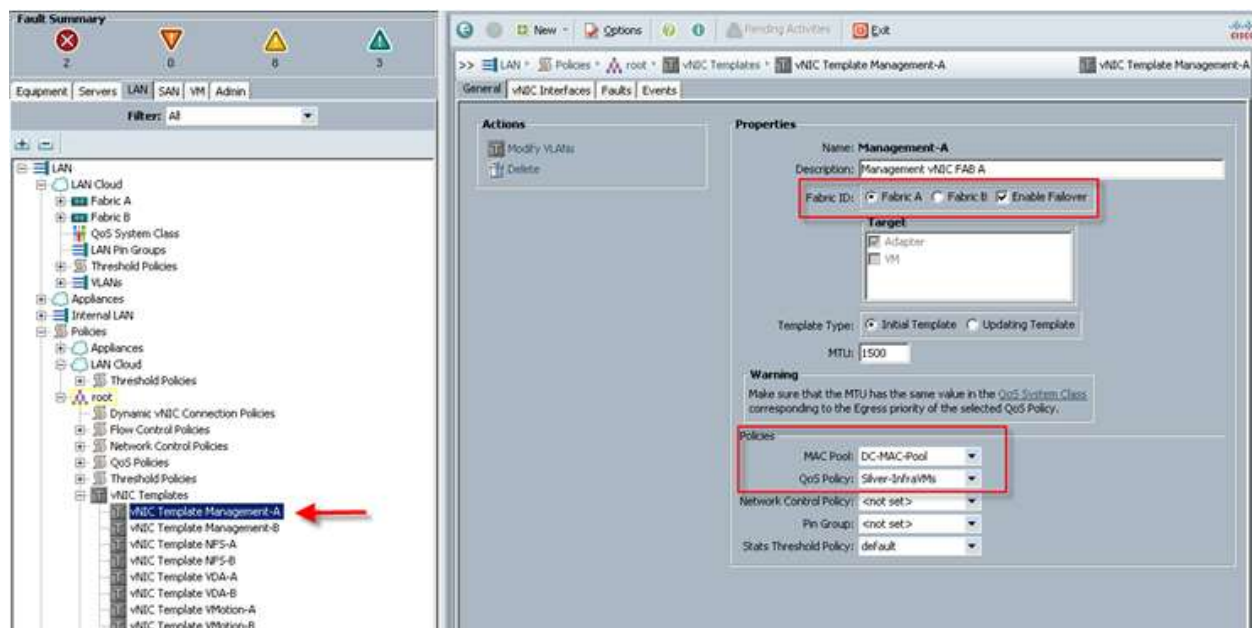 Fault Summary
2 0 8 3
Equipment Servers LAN SAN VM Admin
Filter: All
LAN
LAN Cloud
Fabric A
Fabric B
QoS System Class
LAN Pin Groups
Threshold Policies
VLANs
Appliances
Internal LAN
Policies
Appliances
LAN Cloud
Threshold Policies
root
Dynamic vNIC Connection Policies
Flow Control Policies
Network Control Policies
QoS Policies
Threshold Policies
vNIC Templates
vNIC Template Management-A
vNIC Template Management-B
vNIC Template NFS-A
vNIC Template NFS-B
vNIC Template VDA-A
vNIC Template VDA-B
vNIC Template VMotion-A
vNIC Template VMotion-B
New Options Pending Activities Exit
CISCO
>> LAN Policies root vNIC Templates vNIC Template Management-A vNIC Template Management-A
General vNIC Interfaces Faults Events
Actions
Modify VLANs
Delete
Properties
Name: Management-A
Description: Management vNIC FAB A
Fabric ID: Fabric A Fabric B Enable Failover
Target
Adapter
VM
Template Type: Initial Template Updating Template
MTU: 1500
Warning
Make sure that the MTU has the same value in the QoS System Class
corresponding to the Egress priority of the selected QoS Policy.
Policies
MAC Pool: DC-MAC-Pool
QoS Policy: Silver-InfraVMs
Network Control Policy: <not set>
Pin Group: <not set>
Stats Threshold Policy: default